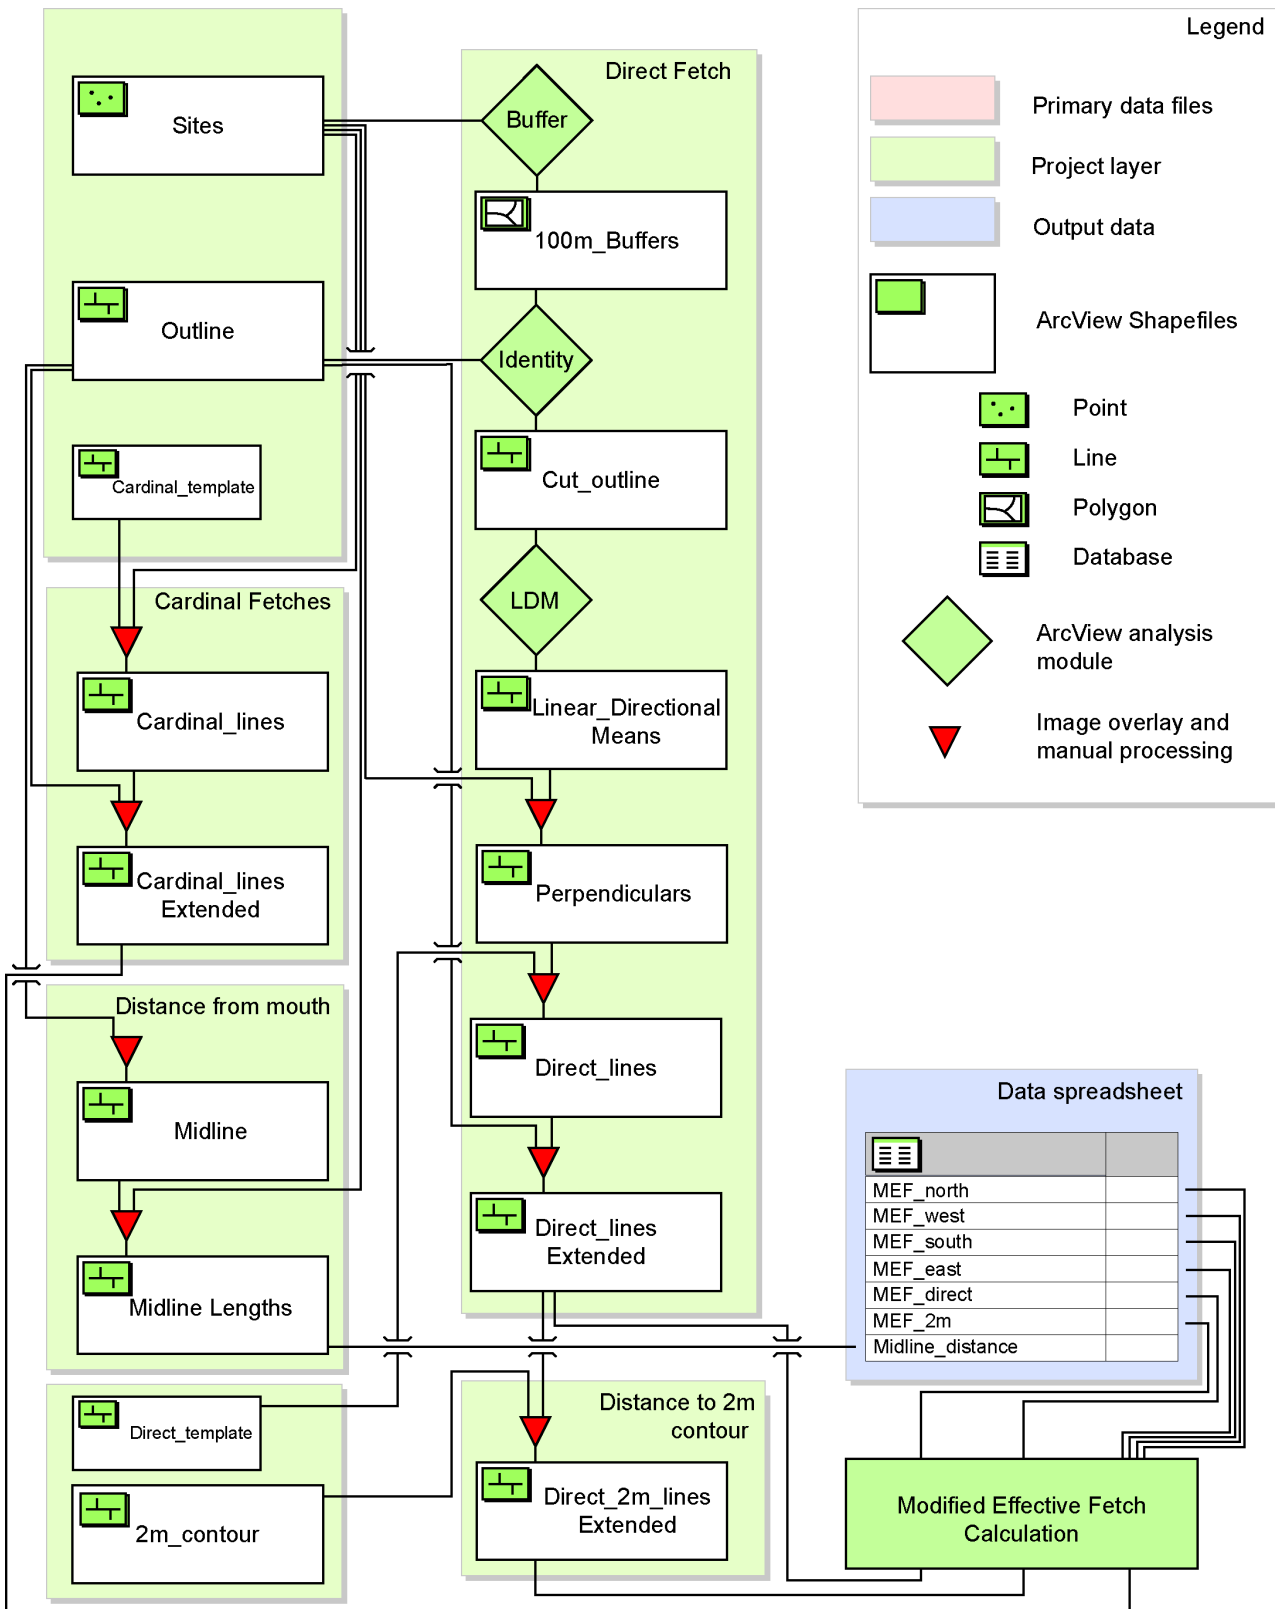 Sites
Outline
Cardinal_template
Cardinal Fetches
Cardinal_lines
Cardinal_lines
Extended
Distance from mouth
Midline
Midline Lengths
Direct_template
2m_contour
Direct Fetch
Buffer
100m_Buffers
Identity
Cut_outline
LDM
Linear_Directional
Means
Perpendiculars
Direct_lines
Direct_lines
Extended
Distance to 2m
contour
Direct_2m_lines
Extended
Legend
Primary data files
Project layer
Output data
ArcView Shapefiles
Point
Line
Polygon
Database
ArcView analysis
module
Image overlay and
manual processing
Data spreadsheet
MEF_north
MEF_west
MEF_south
MEF_east
MEF_direct
MEF_2m
Midline_distance
Modified Effective Fetch
Calculation